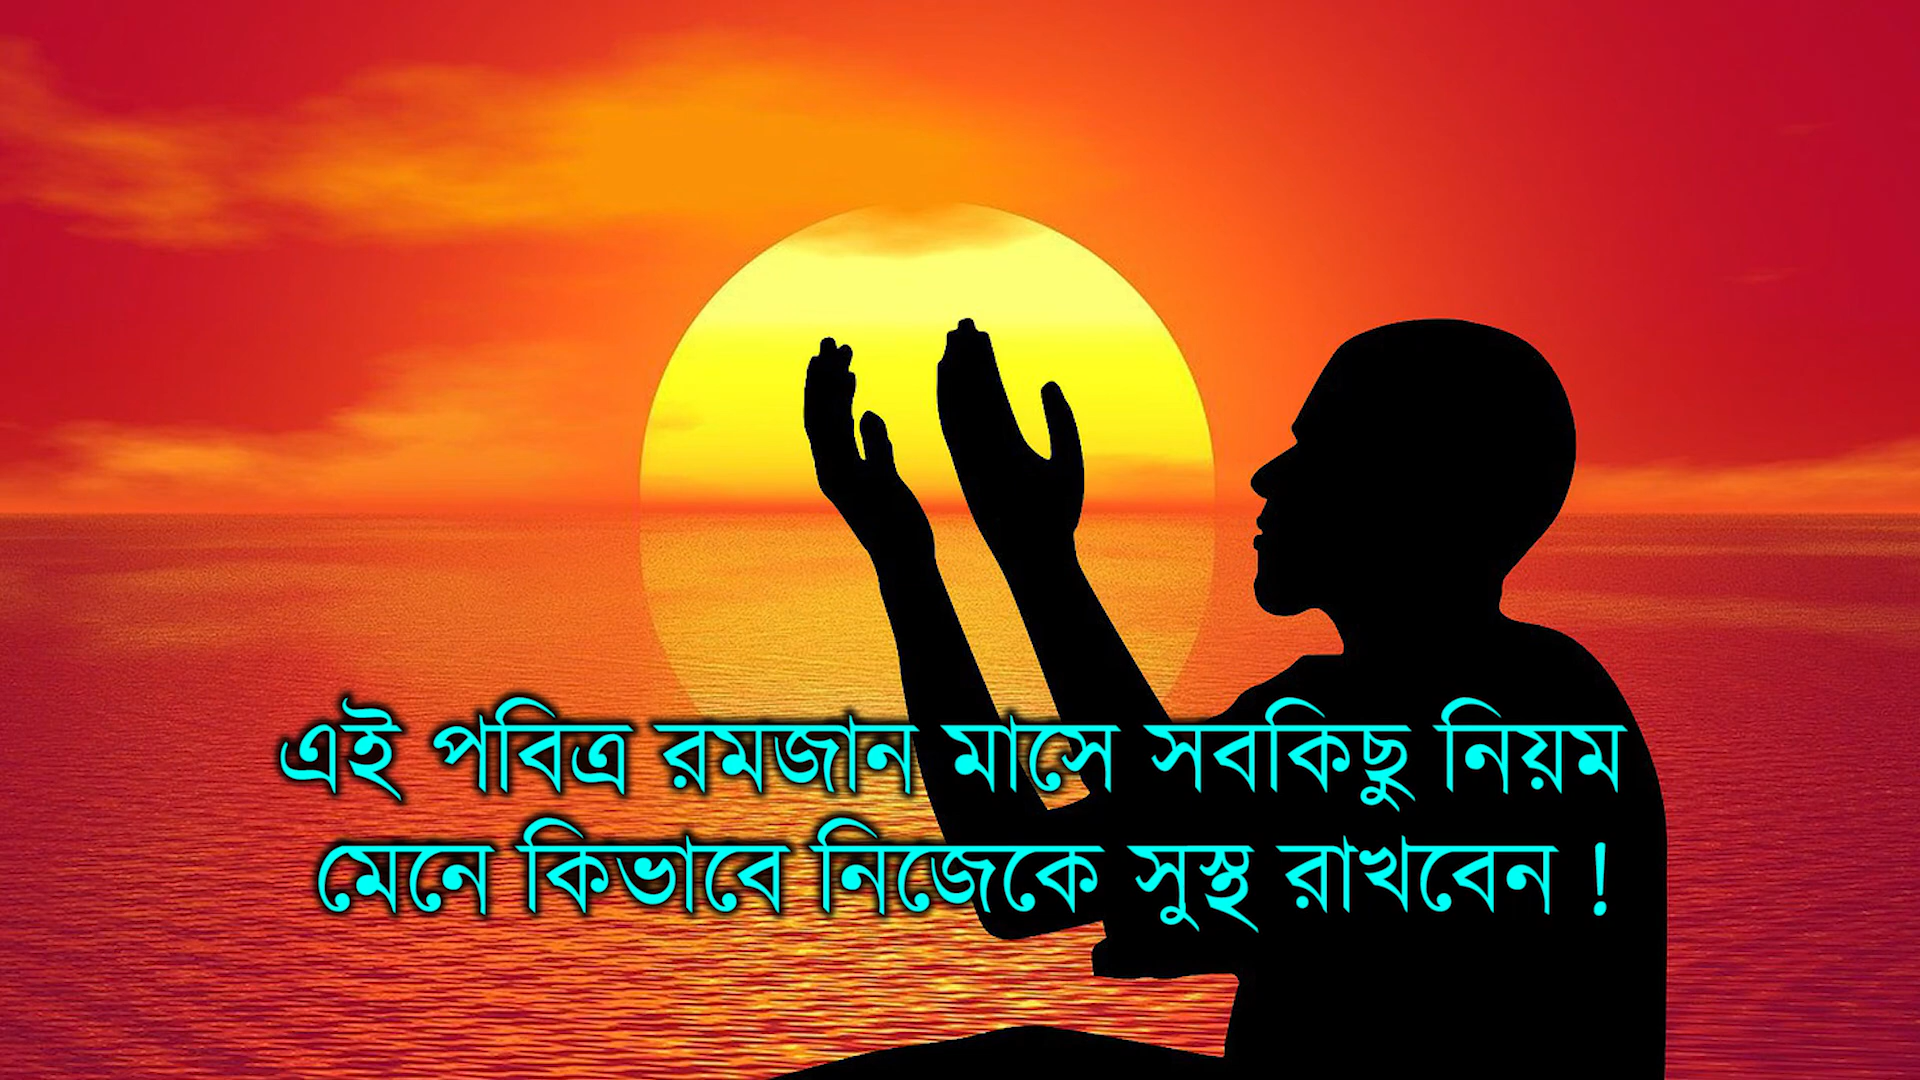 এই পবিত্র রমজান মাসে সবকিছু নিয়ম
মেনে কিভাবে নিজেকে সুস্থ রাখবেন !